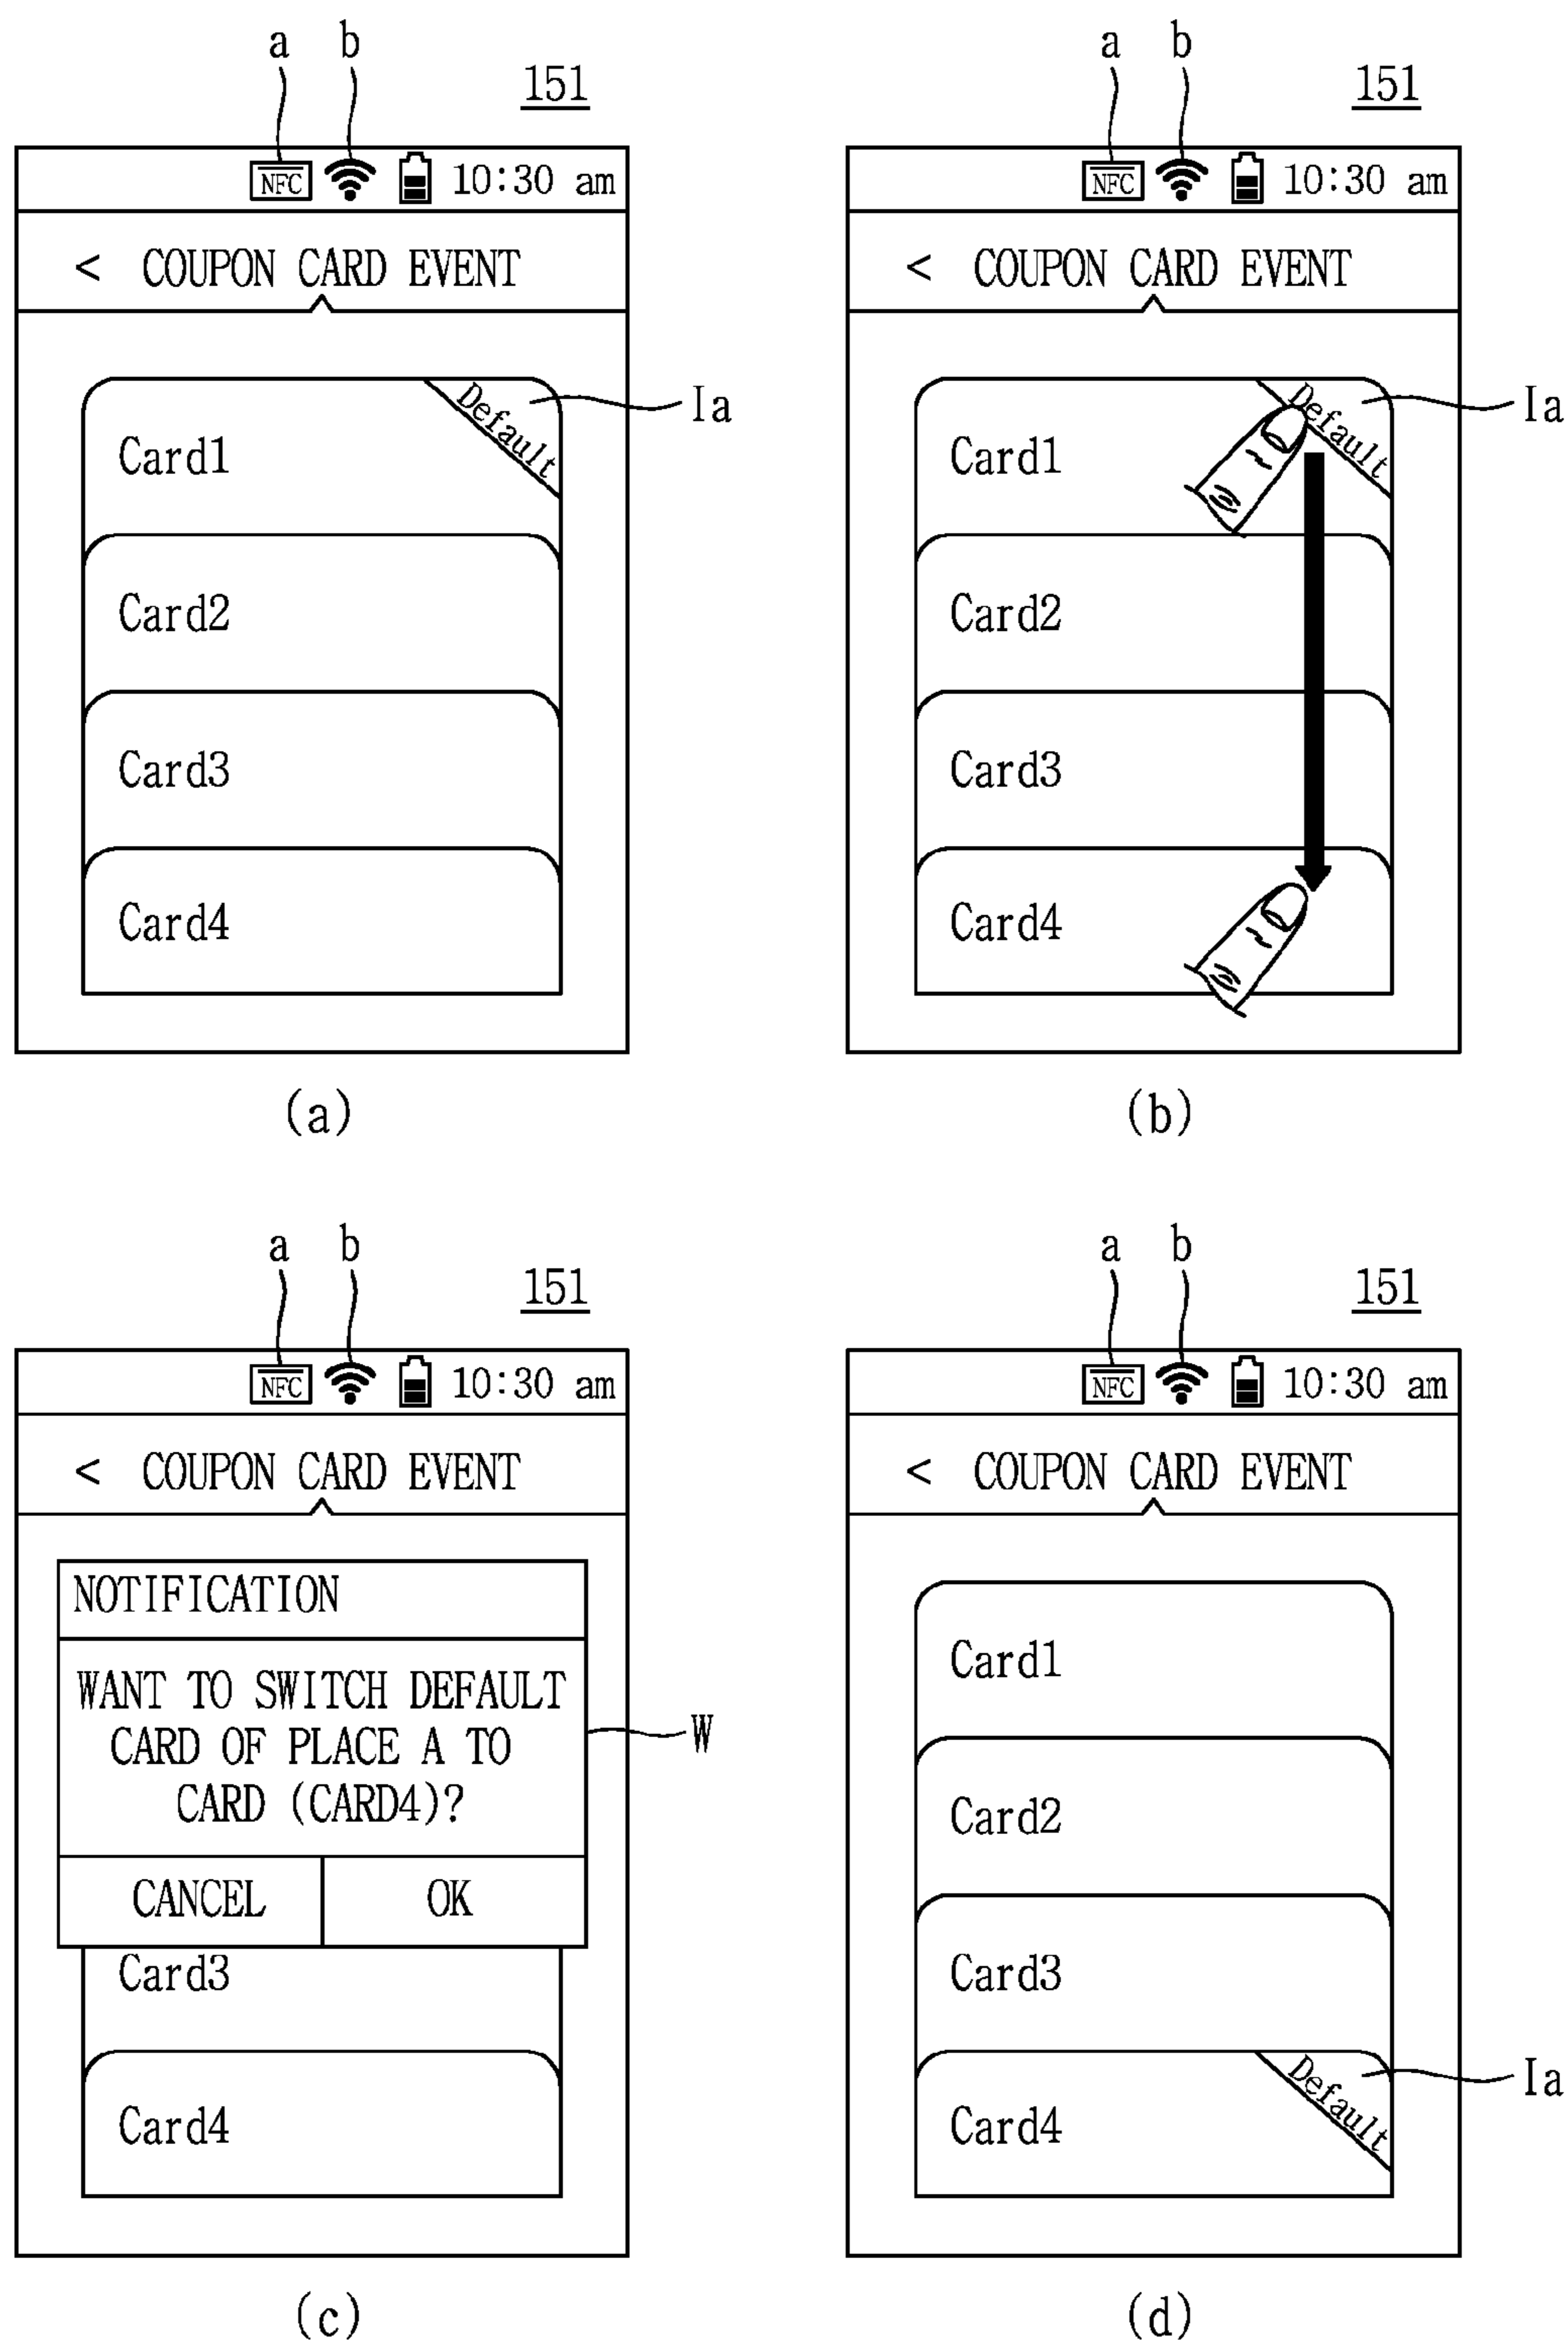 a b
151
NFC 10:30 am
< COUPON CARD EVENT
Default
Ia
Card1
Card2
Card3
Card4
(a)
a b
151
NFC 10:30 am
< COUPON CARD EVENT
Default
Ia
Card1
Card2
Card3
Card4
(b)
a b
151
NFC 10:30 am
< COUPON CARD EVENT
NOTIFICATION
WANT TO SWITCH DEFAULT
CARD OF PLACE A TO
CARD (CARD4)?
W
CANCEL OK
Card3
Card4
(c)
a b
151
NFC 10:30 am
< COUPON CARD EVENT
Card1
Card2
Card3
Default
Ia
Card4
(d)